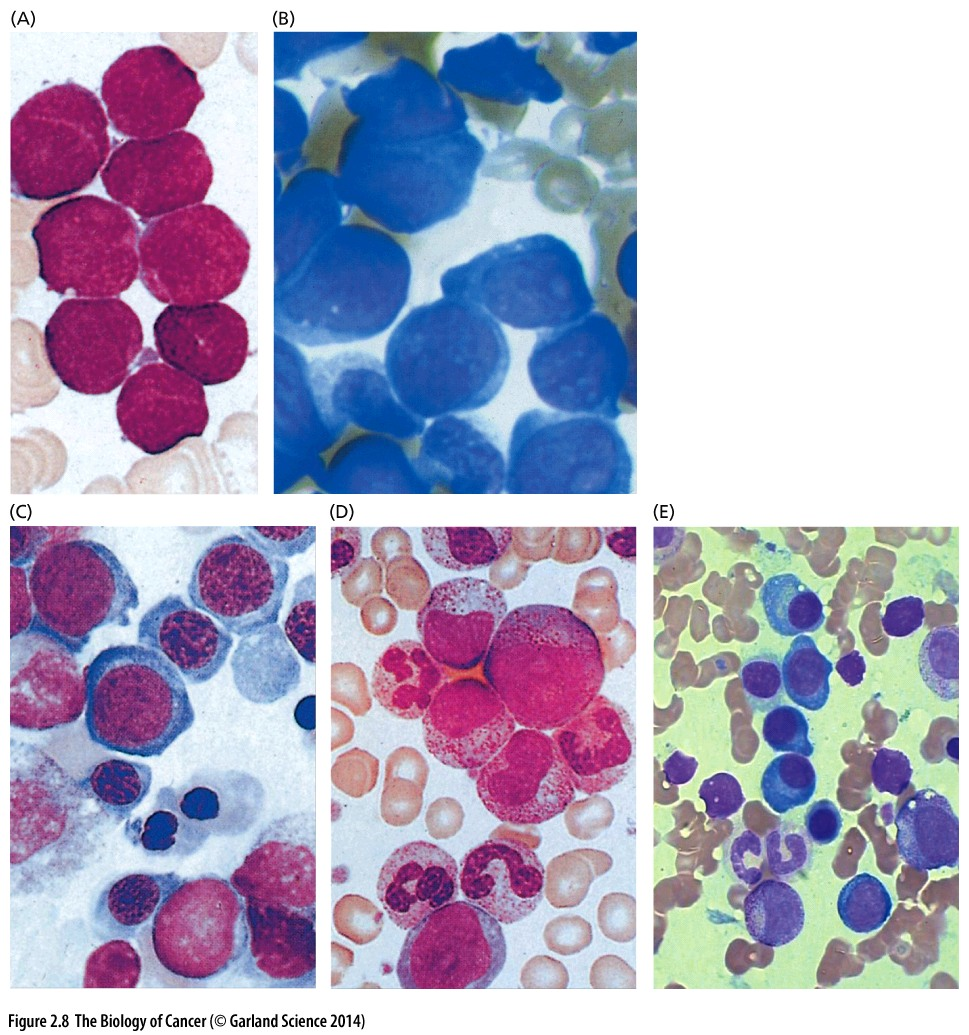 (A)
(B)
(C)
(D)
(E)
Figure 2.8 The Biology of Cancer (© Garland Science 2014)